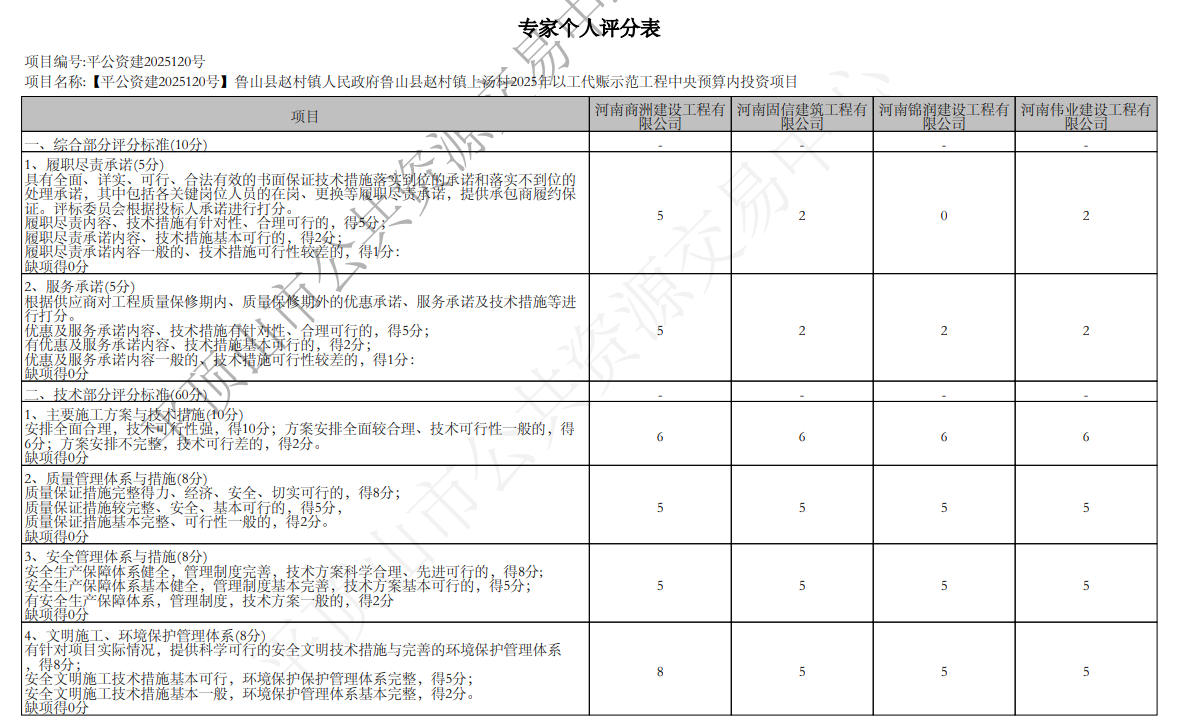 专家个人评分表
项目编号:平公资建2025120号
项目名称:【平公资建2025120号】鲁山县赵村镇人民政府鲁山县赵村镇上汤村2025年以工代赈示范工程中央预算内投资项目
项目
河南商洲建设工程有
限公司
河南固信建筑工程有
限公司
河南锦润建设工程有
限公司
河南伟业建设工程有
限公司
一、综合部分评分标准(10分)
- - - -
1、履职尽责承诺(5分)
具有全面、详实、可行、合法有效的书面保证技术措施落实到位的承诺和落实不到位的
处理承诺，其中包括各关键岗位人员的在岗、更换等履职尽责承诺，提供承包商履约保
证。评标委员会根据投标人承诺进行打分。
履职尽责内容、技术措施有针对性、合理可行的，得5分；
履职尽责承诺内容、技术措施基本可行的，得2分；
履职尽责承诺内容一般的、技术措施可行性较差的，得1分:
缺项得0分
5 2 0 2
2、服务承诺(5分)
根据供应商对工程质量保修期内、质量保修期外的优惠承诺、服务承诺及技术措施等进
行打分。
优惠及服务承诺内容、技术措施有针对性、合理可行的，得5分；
有优惠及服务承诺内容、技术措施基本可行的，得2分；
优惠及服务承诺内容一般的、技术措施可行性较差的，得1分:
缺项得0分
5 2 2 2
二、技术部分评分标准(60分)
- - - -
1、主要施工方案与技术措施(10分)
安排全面合理，技术可行性强，得10分；方案安排全面较合理、技术可行性一般的，得
6分；方案安排不完整，技术可行差的，得2分。
缺项得0分
6 6 6 6
2、质量管理体系与措施(8分)
质量保证措施完整得力、经济、安全、切实可行的，得8分；
质量保证措施较完整、安全、基本可行的，得5分，
质量保证措施基本完整、可行性一般的，得2分。
缺项得0分
5 5 5 5
3、安全管理体系与措施(8分)
安全生产保障体系健全，管理制度完善，技术方案科学合理、先进可行的，得8分；
安全生产保障体系基本健全，管理制度基本完善，技术方案基本可行的，得5分；
有安全生产保障体系，管理制度，技术方案一般的，得2分
缺项得0分
5 5 5 5
4、文明施工、环境保护管理体系(8分)
有针对项目实际情况，提供科学可行的安全文明技术措施与完善的环境保护管理体系
，得8分；
安全文明施工技术措施基本可行，环境保护保护管理体系完整，得5分；
安全文明施工技术措施基本一般，环境保护管理体系基本完整，得2分。
缺项得0分
8 5 5 5
平顶山市公共资源交易中心
平顶山市公共资源交易中心